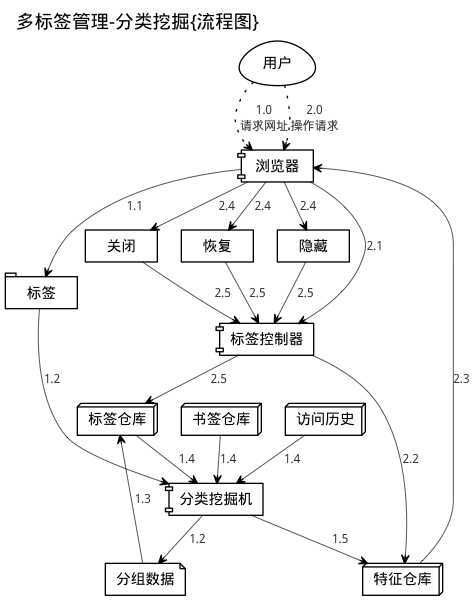 多标签管理-分类挖掘{流程图}
用户
1.0
请求网址
2.0
操作请求
浏览器
1.1
2.4
2.4
2.4
关闭
恢复
隐藏
2.1
标签
2.5
2.5
2.5
标签控制器
1.2
2.5
2.3
标签仓库
书签仓库
访问历史
1.4
1.4
1.4
2.2
分类挖掘机
1.3
1.2
1.5
分组数据
特征仓库